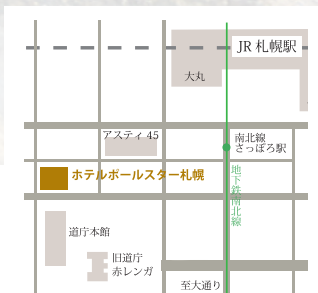 JR 札幌駅
大丸
アスティ 45
南北線
さっぽろ駅
ホテルポールスター札幌
地下鉄南北線
道庁本館
旧道庁
赤レンガ
至大通り